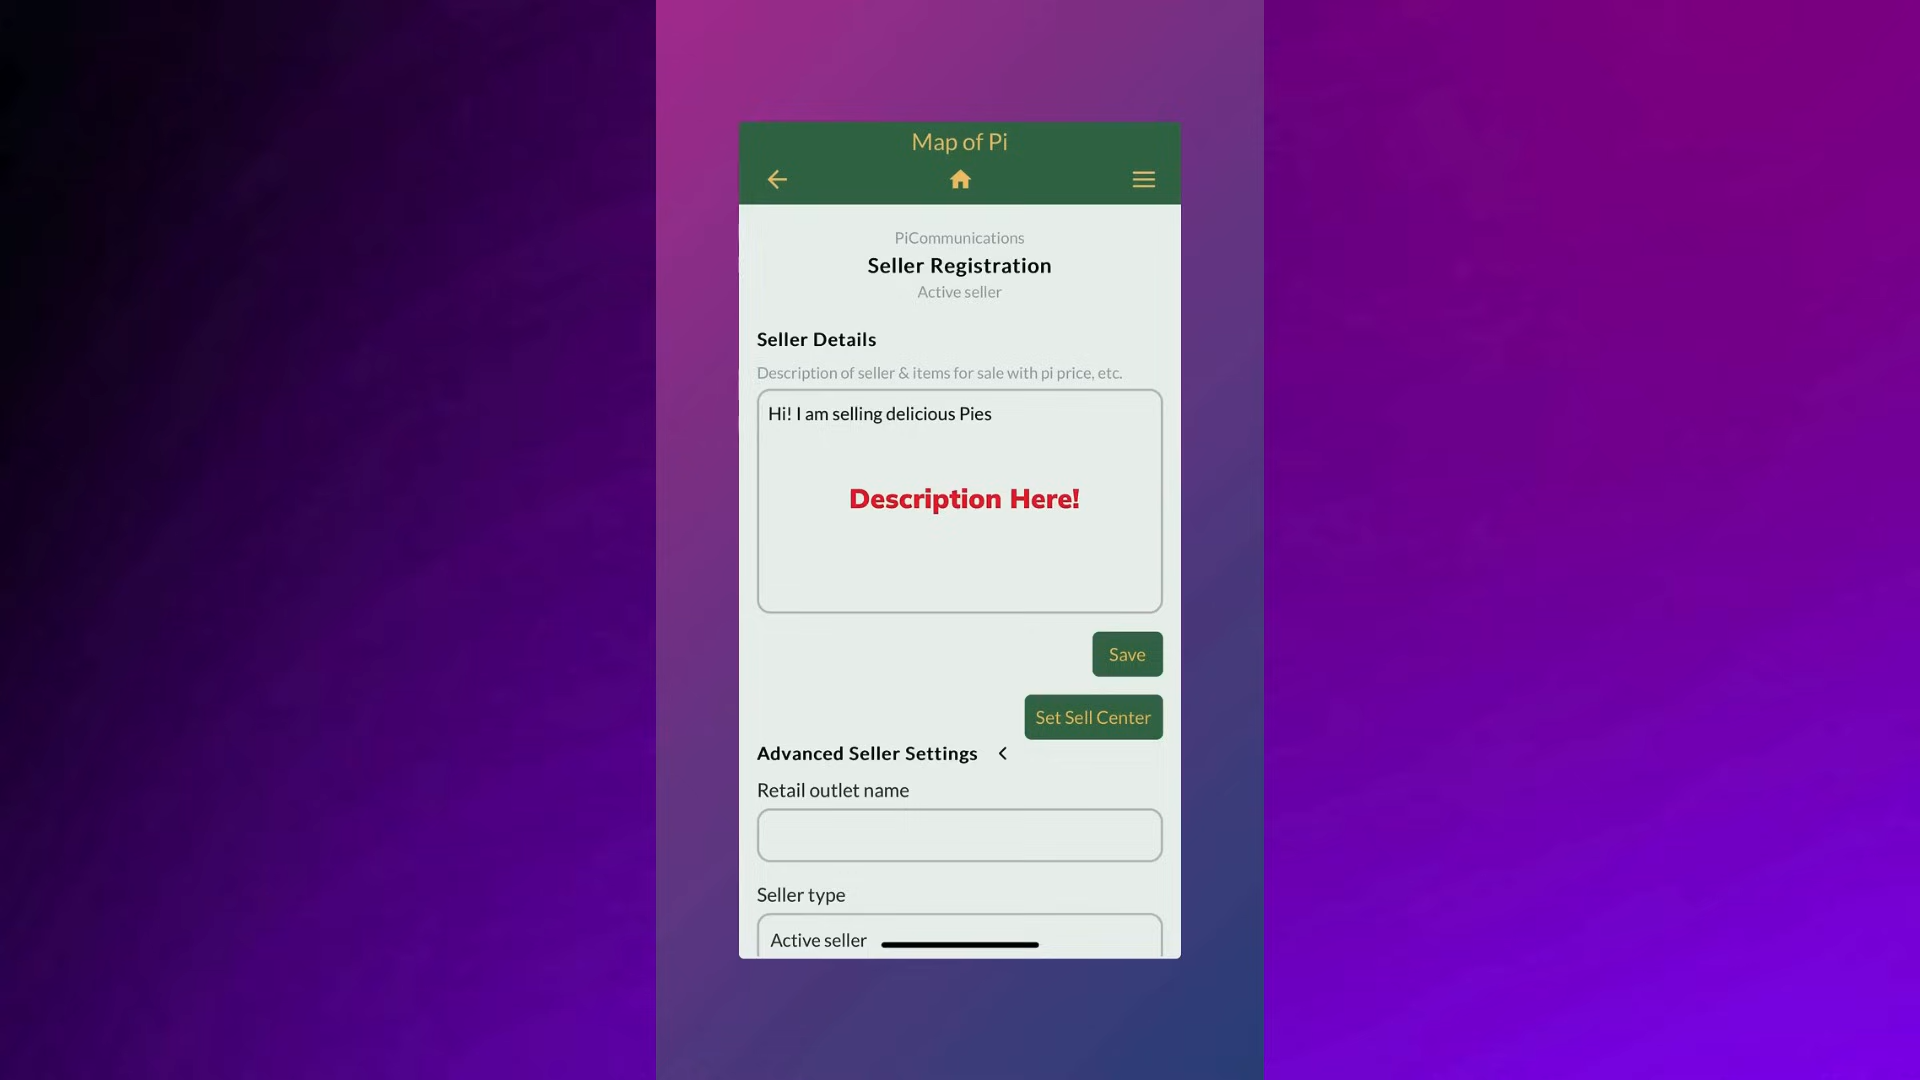 Map of Pi
PiCommunications
Seller Registration
Active seller
Seller Details
Description of seller & items for sale with pi price, etc.
Hi! I am selling delicious Pies
Description Here!
Save
Set Sell Center
Advanced Seller Settings
Retail outlet name
Seller type
Active seller